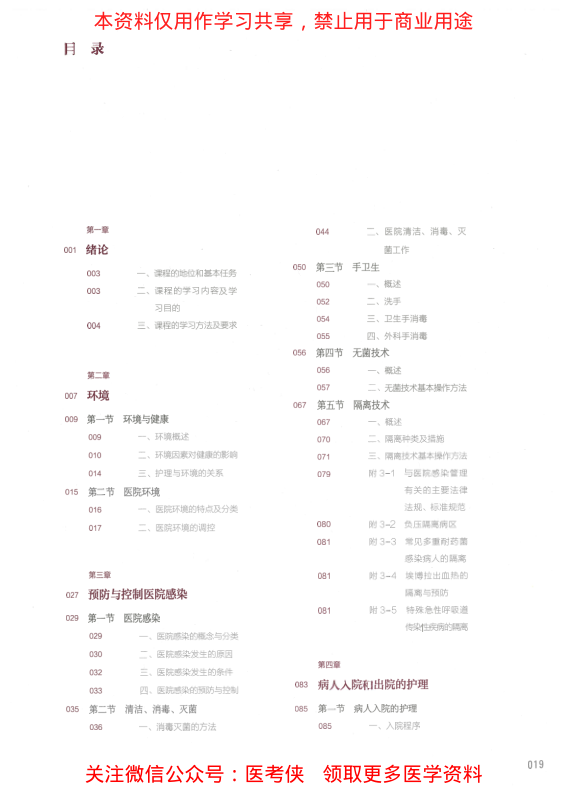 本资料仅用作学习共享，禁止用于商业用途
目 录
第一章
001 绪论
003 一、课程的地位和基本任务
003 二、课程的学习内容及学
习目的
004 三、课程的学习方法及要求
第二章
007 环境
009 第一节 环境与健康
009 一、环境概述
010 二、环境因素对健康的影响
014 三、护理与环境的关系
015 第二节 医院环境
016 一、医院环境的特点及分类
017 二、医院环境的调控
第三章
027 预防与控制医院感染
029 第一节 医院感染
029 一、医院感染的概念与分类
030 二、医院感染发生的原因
032 三、医院感染发生的条件
033 四、医院感染的预防与控制
035 第二节 清洁、消毒、灭菌
036 一、消毒灭菌的方法
044 二、医院清洁、消毒、灭
菌工作
050 第三节 手卫生
050 一、概述
052 二、洗手
054 三、卫生手消毒
055 四、外科手消毒
056 第四节 无菌技术
056 一、概述
057 二、无菌技术基本操作方法
067 第五节 隔离技术
067 一、概述
070 二、隔离种类及措施
071 三、隔离技术基本操作方法
079 附 3-1 与医院感染管理
有关的主要法律
法规、标准规范
080 附 3-2 负压隔离病区
081 附 3-3 常见多重耐药菌
感染病人的隔离
081 附 3-4 埃博拉出血热的
隔离与预防
081 附 3-5 特殊急性呼吸道
传染性疾病的隔离
第四章
083 病人入院和出院的护理
085 第一节 病人入院的护理
085 一、入院程序
019
关注微信公众号：医考侠 领取更多医学资料